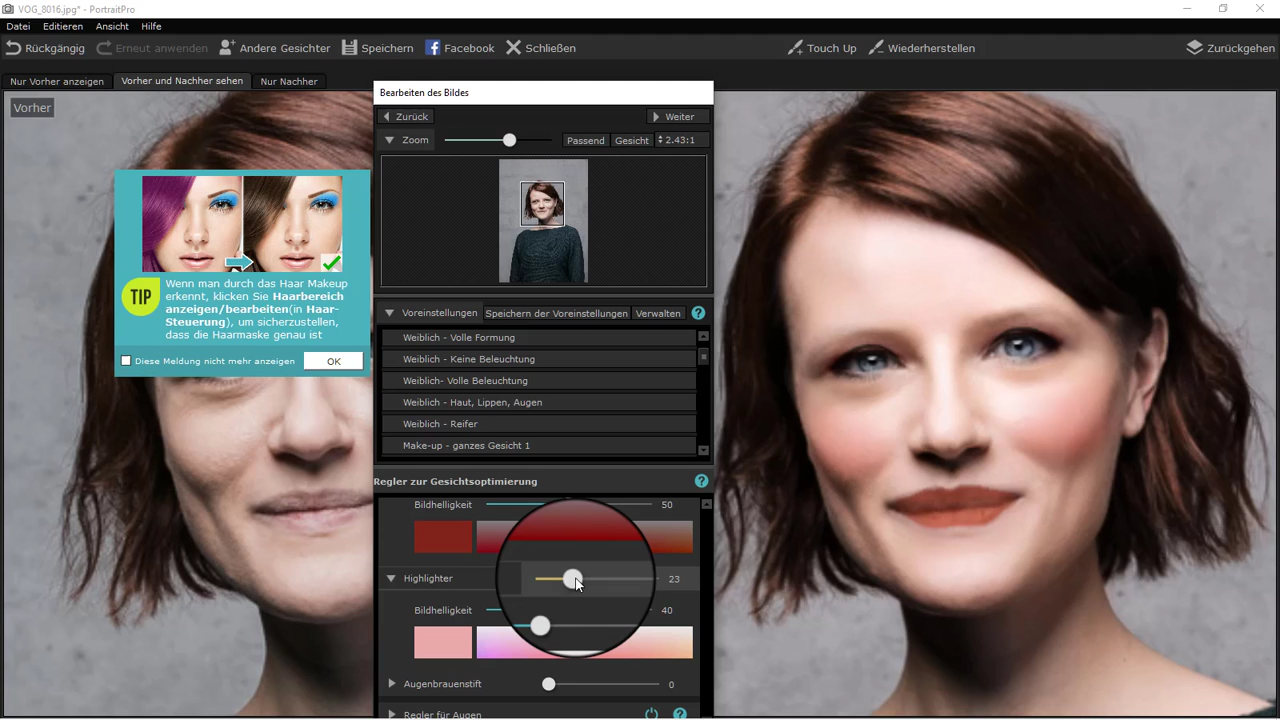 VOG_8016.jpg* - PortraitPro
Datei Editieren Ansicht Hilfe
Rückgängig Erneut anwenden Andere Gesichter Speichern Facebook Schließen Touch Up Wiederherstellen Zurückgehen
Nur Vorher anzeigen Vorher und Nachher sehen Nur Nachher
Vorher
TIP
Wenn man durch das Haar Makeup
erkennt, klicken Sie Haarbereich
anzeigen/bearbeiten(in Haar-
Steuerung), um sicherzustellen,
dass die Haarmaske genau ist
Diese Meldung nicht mehr anzeigen OK
Bearbeiten des Bildes
Zurück Weiter
Zoom Passend Gesicht 2.43:1
Voreinstellungen Speichern der Voreinstellungen Verwalten ?
Weiblich - Volle Formung
Weiblich - Keine Beleuchtung
Weiblich- Volle Beleuchtung
Weiblich - Haut, Lippen, Augen
Weiblich - Reifer
Make-up - ganzes Gesicht 1
Regler zur Gesichtsoptimierung ?
Bildhelligkeit 50
Highlighter 23
Bildhelligkeit 40
Augenbrauenstift 0
Regler für Augen ?